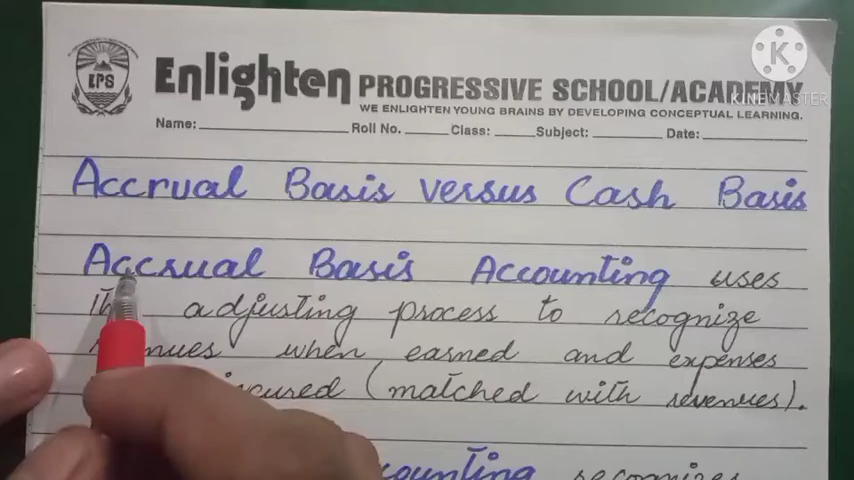 LPS
Enlighten PROGRESSIVE SCHOOL/ACADEMY
WE ENLIGHTEN YOUNG BRAINS BY DEVELOPING CONCEPTUAL LEARNING.
Name: Roll No. Class: Subject: Date:
KINEMASTER
Accrual Basis versus Cash Basis
Accrual Basis Accounting uses
adjusting process to recognize
when earned and expenses
(matched with revenues).
recognizes